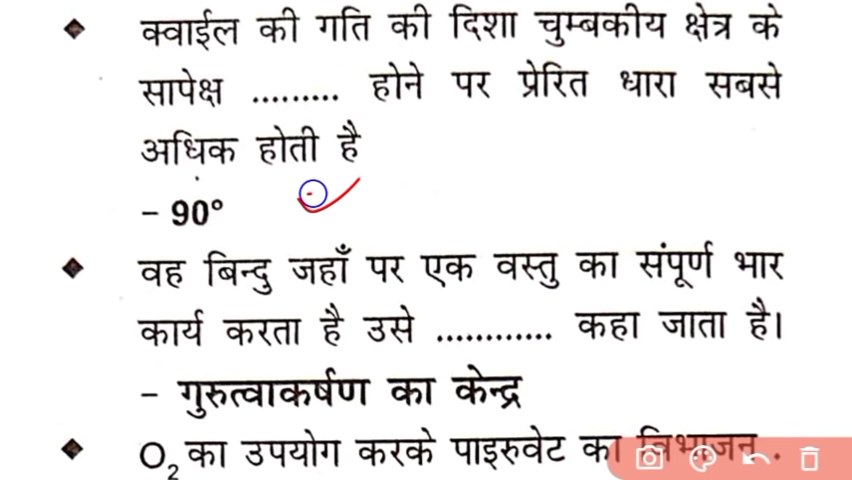 क्वाईल की गति की दिशा चुम्बकीय क्षेत्र के
सापेक्ष ......... होने पर प्रेरित धारा सबसे
अधिक होती है
– 90°
वह बिन्दु जहाँ पर एक वस्तु का संपूर्ण भार
कार्य करता है उसे ............ कहा जाता है।
– गुरुत्वाकर्षण का केन्द्र
O₂ का उपयोग करके पाइरुवेट का विभाजन .